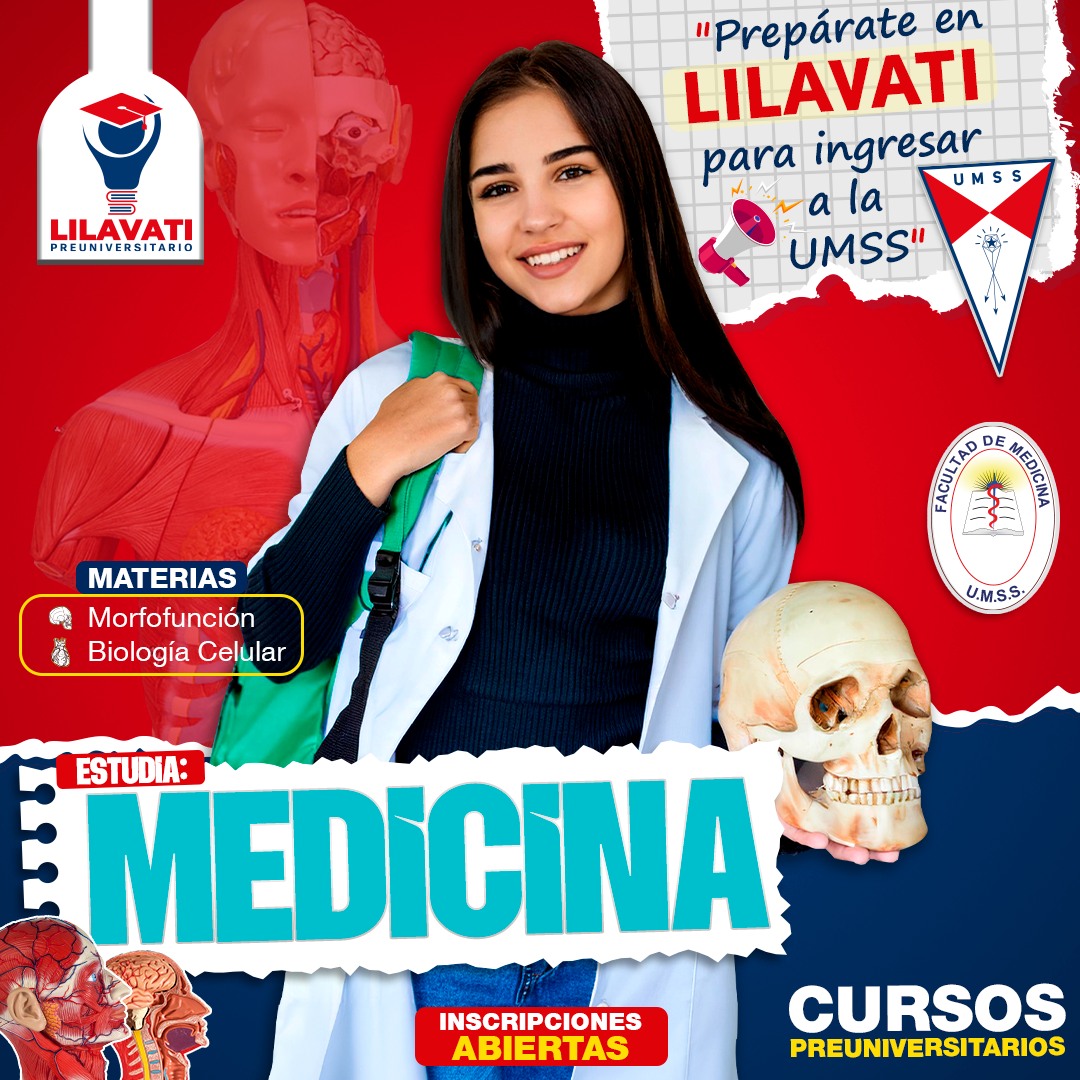 LILAVATI
PREUNIVERSITARIO
"Prepárate en
LILAVATI
para ingresar
a la
UMSS"
UMSS
FACULTAD DE MEDICINA
U.M.S.S.
MATERIAS
Morfofunción
Biología Celular
ESTUDIA:
MEDiCiNA
INSCRIPCIONES
ABIERTAS
CURSOS
PREUNIVERSITARIOS